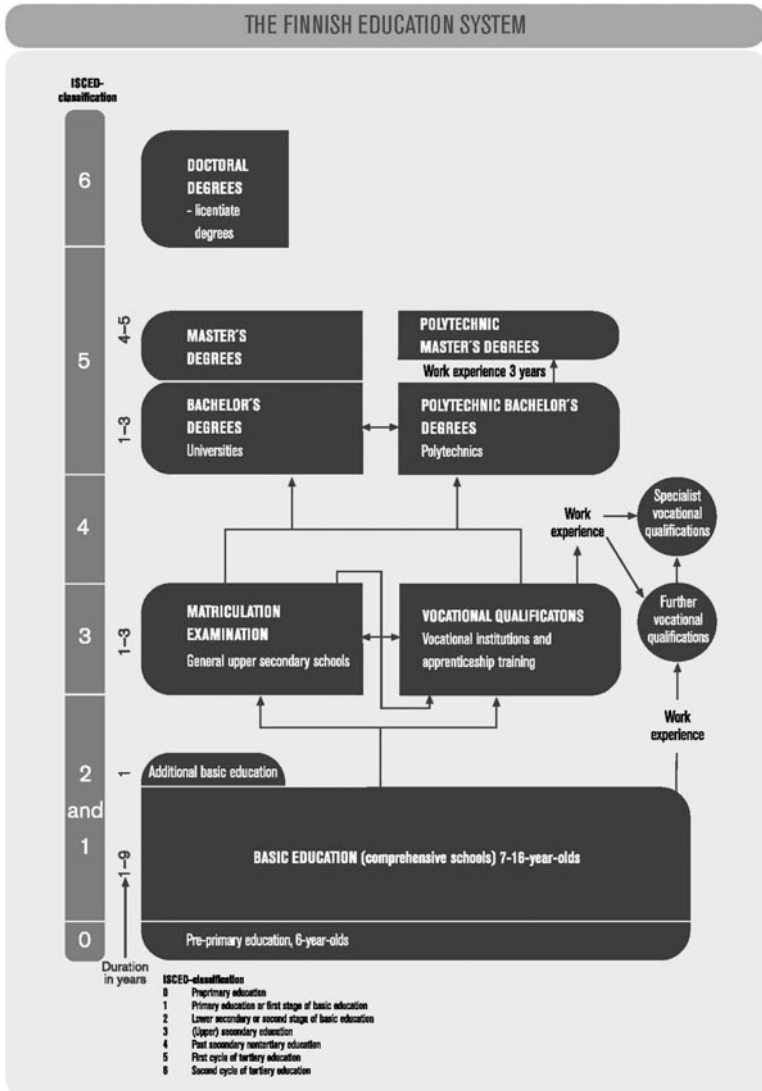 THE FINNISH EDUCATION SYSTEM
ISCED-
classification
6
DOCTORAL
DEGREES
- licentiate
degrees
5
4–5
MASTER´S
DEGREES
POLYTECHNIC
MASTER´S DEGREES
Work experience 3 years
1–3
BACHELOR´S
DEGREES
Universities
POLYTECHNIC BACHELOR´S
DEGREES
Polytechnics
4
Work
experience
Specialist
vocational
qualifications
3
1–3
MATRICULATION
EXAMINATION
General upper secondary schools
VOCATIONAL QUALIFICATONS
Vocational institutions and
apprenticeship training
Further
vocational
qualifications
Work
experience
2
and
1
1
Additional basic education
1–9
BASIC EDUCATION (comprehensive schools) 7-16-year-olds
0
Pre-primary education, 6-year-olds
Duration
in years
ISCED-classification
0 Preprimary education
1 Primary education or first stage of basic education
2 Lower secondary or second stage of basic education
3 (Upper) secondary education
4 Post secondary nontertiary education
5 First cycle of tertiary education
6 Second cycle of tertiary education